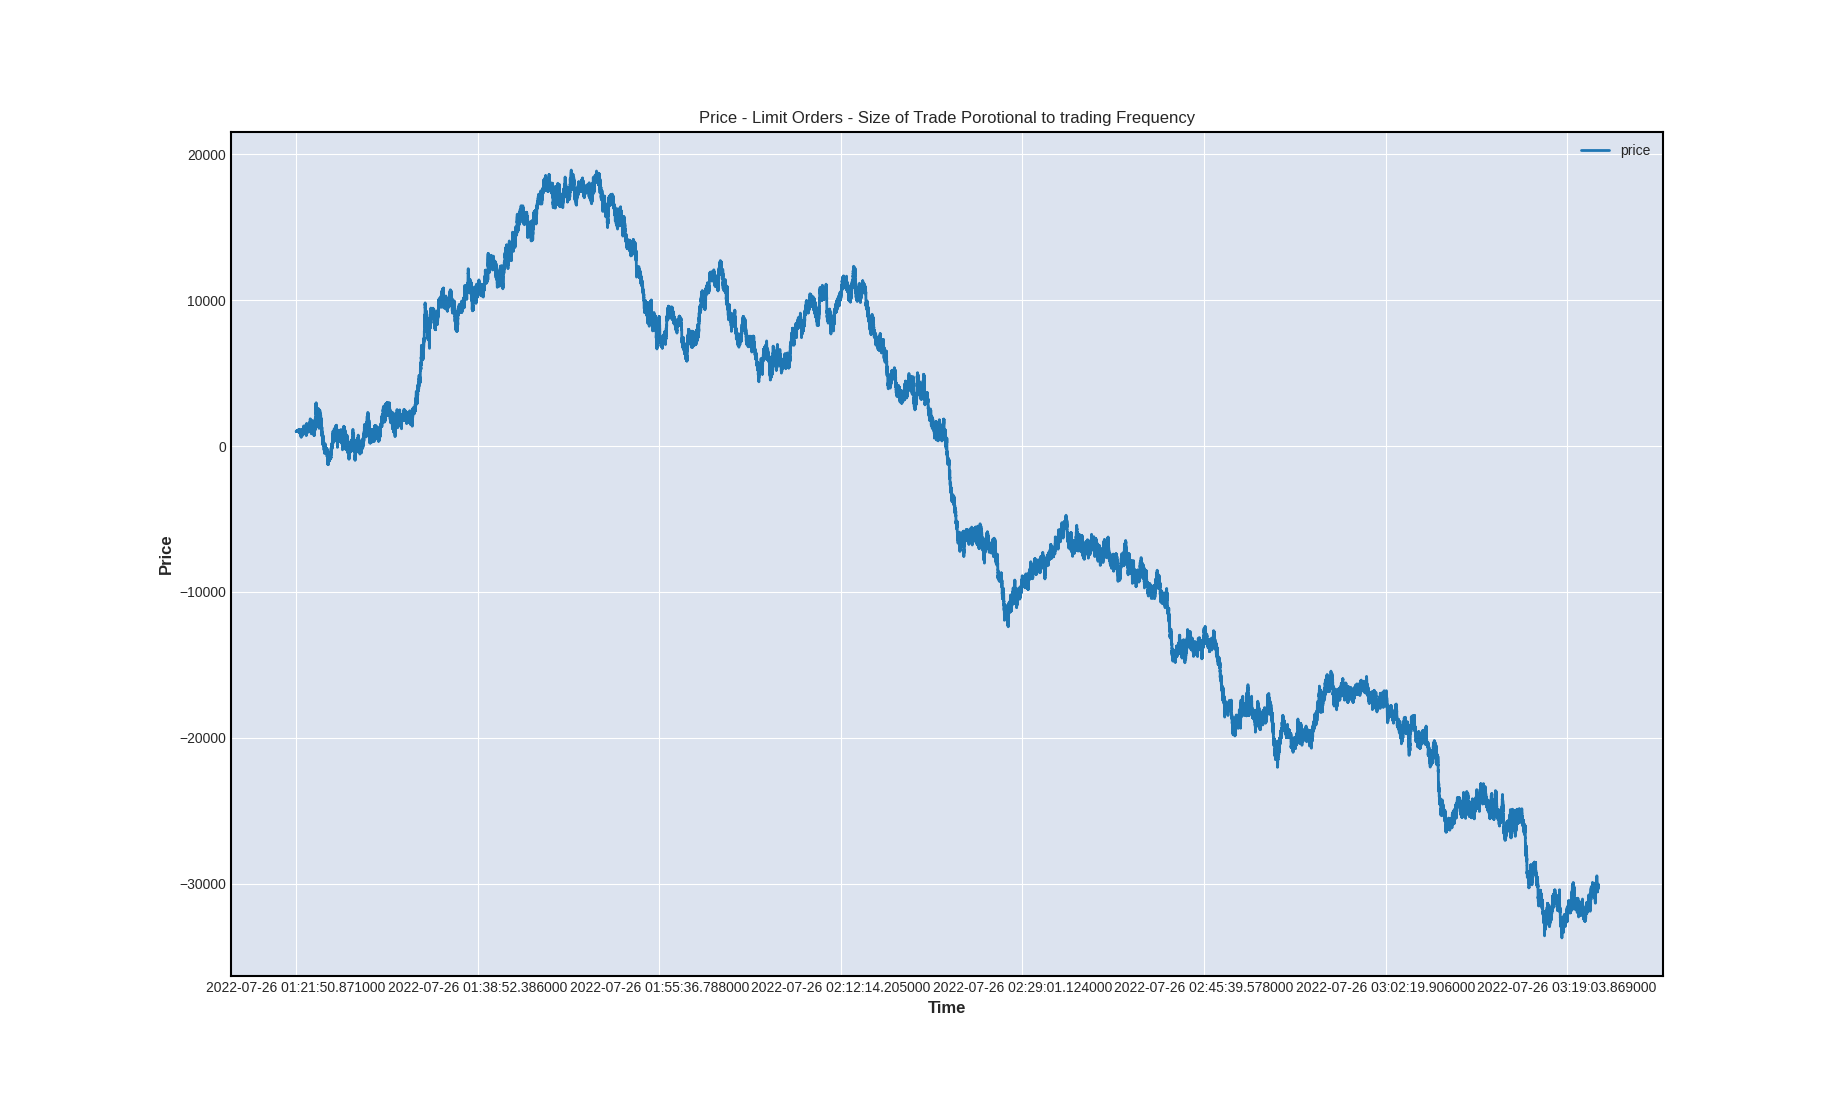 Price - Limit Orders - Size of Trade Porotional to trading Frequency
price
20000
10000
0
−10000
−20000
−30000
Price
2022-07-26 01:21:50.871000 2022-07-26 01:38:52.386000 2022-07-26 01:55:36.788000 2022-07-26 02:12:14.205000 2022-07-26 02:29:01.124000 2022-07-26 02:45:39.578000 2022-07-26 03:02:19.906000 2022-07-26 03:19:03.869000
Time